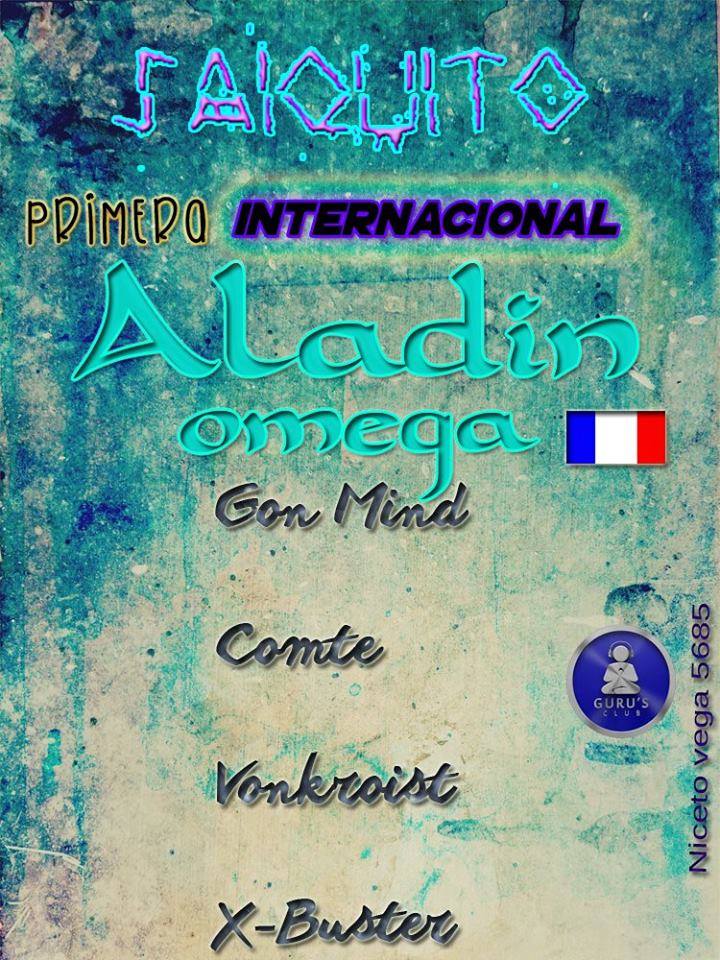 SAIQUITO
PRIMERA INTERNACIONAL
Aladin
omega
Gon Mind
Comte
GURU'S
CLUB
Niceto vega 5685
Vonkroist
X-Buster